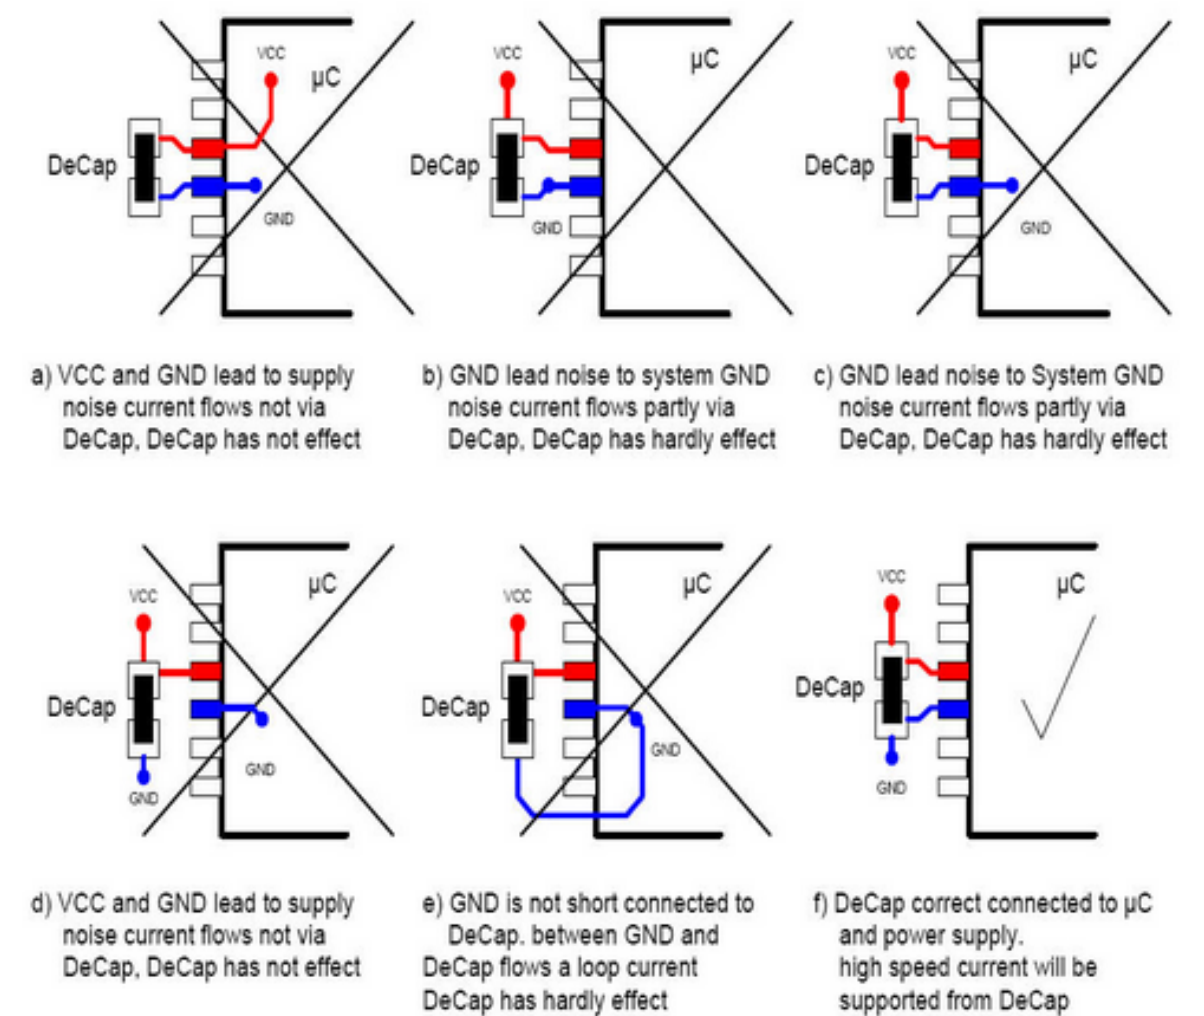 VCC
µC
DeCap
GND
VCC
µC
DeCap
GND
VCC
µC
DeCap
GND
a) VCC and GND lead to supply
noise current flows not via
DeCap, DeCap has not effect
b) GND lead noise to system GND
noise current flows partly via
DeCap, DeCap has hardly effect
c) GND lead noise to System GND
noise current flows partly via
DeCap, DeCap has hardly effect
VCC
µC
DeCap
GND
GND
VCC
µC
DeCap
GND
VCC
µC
DeCap
GND
d) VCC and GND lead to supply
noise current flows not via
DeCap, DeCap has not effect
e) GND is not short connected to
DeCap. between GND and
DeCap flows a loop current
DeCap has hardly effect
f) DeCap correct connected to µC
and power supply.
high speed current will be
supported from DeCap